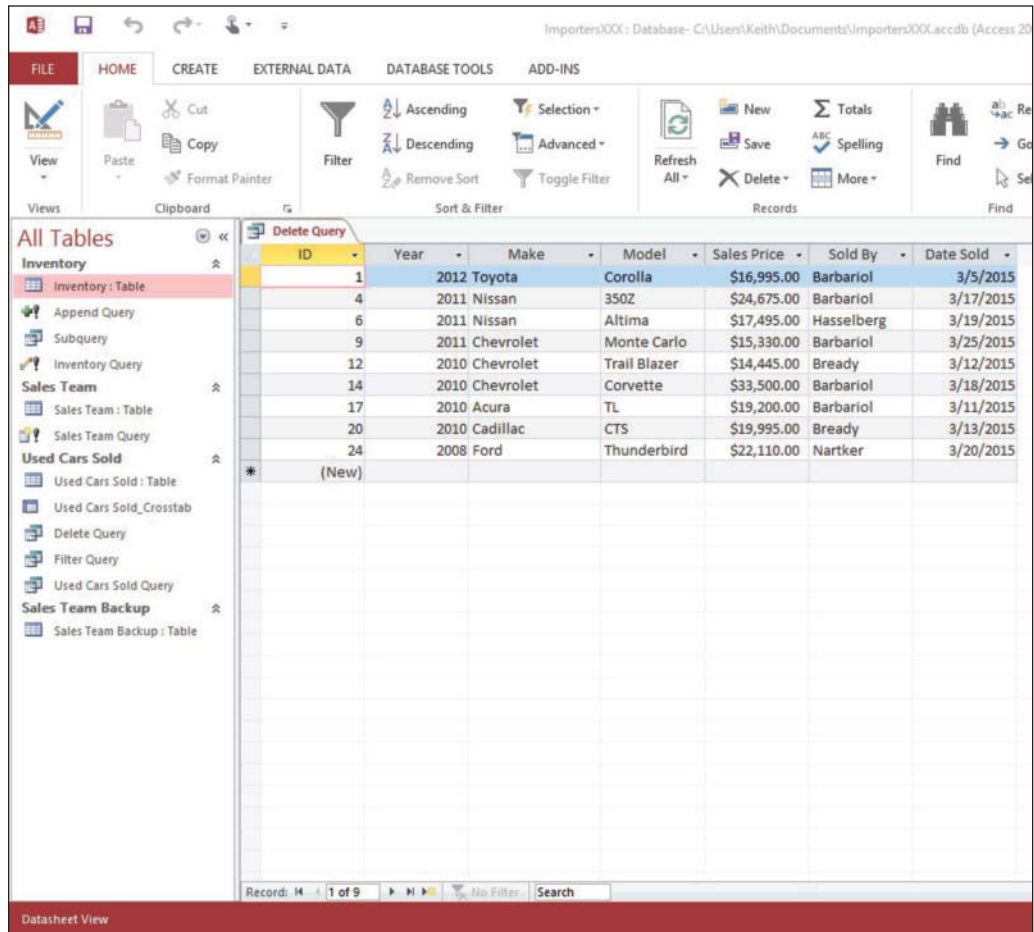 ImportersXXX : Database- C:\Users\Keith\Documents\ImportersXXX.accdb (Access 20
FILE HOME CREATE EXTERNAL DATA DATABASE TOOLS ADD-INS
View
Views
Paste
Cut
Copy
Format Painter
Clipboard
Filter
Ascending
Descending
Remove Sort
Selection
Advanced
Toggle Filter
Sort & Filter
Refresh
All
New
Save
Delete
Totals
Spelling
More
Records
Find
Re
Go
Sel
Find
All Tables
Inventory
Inventory : Table
Append Query
Subquery
Inventory Query
Sales Team
Sales Team : Table
Sales Team Query
Used Cars Sold
Used Cars Sold : Table
Used Cars Sold_Crosstab
Delete Query
Filter Query
Used Cars Sold Query
Sales Team Backup
Sales Team Backup : Table
Delete Query
ID Year Make Model Sales Price Sold By Date Sold
1 2012 Toyota Corolla $16,995.00 Barbariol 3/5/2015
4 2011 Nissan 350Z $24,675.00 Barbariol 3/17/2015
6 2011 Nissan Altima $17,495.00 Hasselberg 3/19/2015
9 2011 Chevrolet Monte Carlo $15,330.00 Barbariol 3/25/2015
12 2010 Chevrolet Trail Blazer $14,445.00 Bready 3/12/2015
14 2010 Chevrolet Corvette $33,500.00 Barbariol 3/18/2015
17 2010 Acura TL $19,200.00 Barbariol 3/11/2015
20 2010 Cadillac CTS $19,995.00 Bready 3/13/2015
24 2008 Ford Thunderbird $22,110.00 Nartker 3/20/2015
* (New)
Record: 1 of 9 No Filter Search
Datasheet View